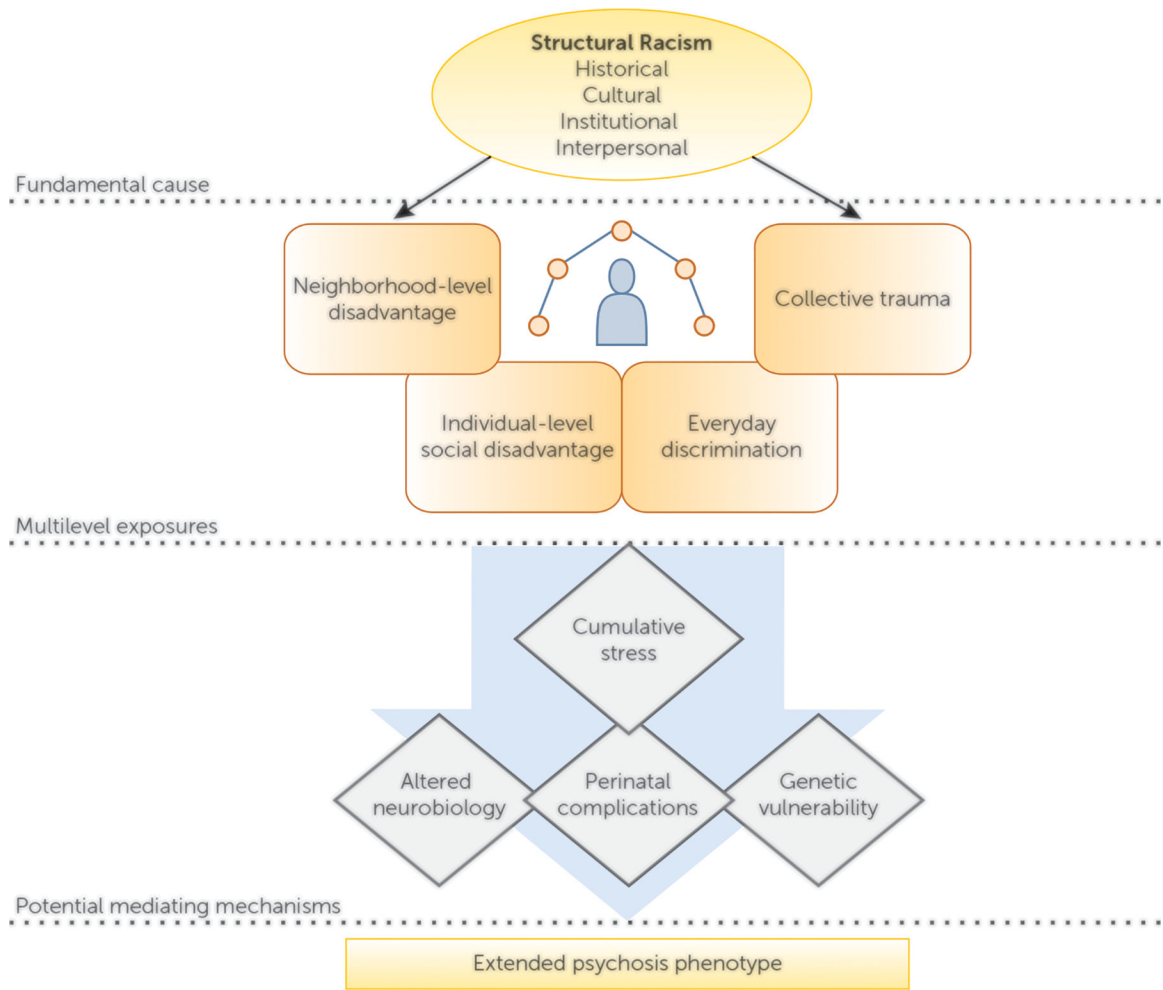 Structural Racism
Historical
Cultural
Institutional
Interpersonal
Fundamental cause
Neighborhood-level
disadvantage
Collective trauma
Individual-level
social disadvantage
Everyday
discrimination
Multilevel exposures
Cumulative
stress
Altered
neurobiology
Perinatal
complications
Genetic
vulnerability
Potential mediating mechanisms
Extended psychosis phenotype